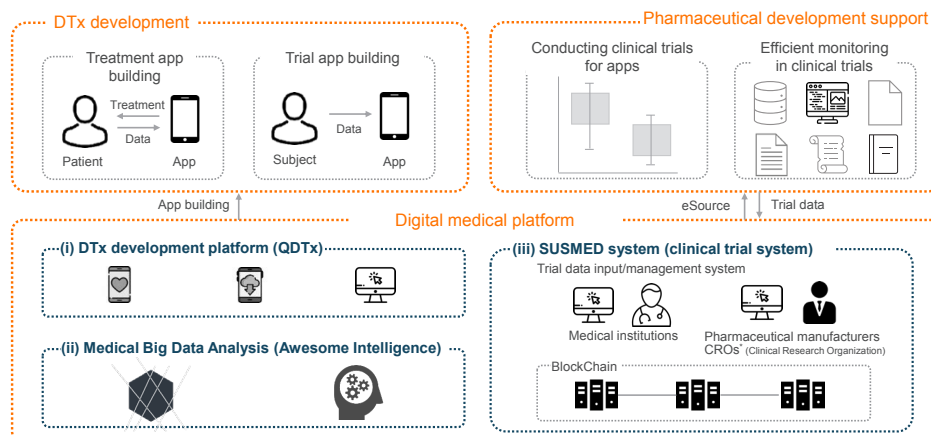 DTx development
Treatment app
building
Treatment
Data
Patient
App
Trial app building
Data
Subject
App
Pharmaceutical development support
Conducting clinical trials
for apps
Efficient monitoring
in clinical trials
App building
eSource
Trial data
Digital medical platform
(i) DTx development platform (QDTx)
(ii) Medical Big Data Analysis (Awesome Intelligence)
(iii) SUSMED system (clinical trial system)
Trial data input/management system
Medical institutions
Pharmaceutical manufacturers
CROs* (Clinical Research Organization)
BlockChain